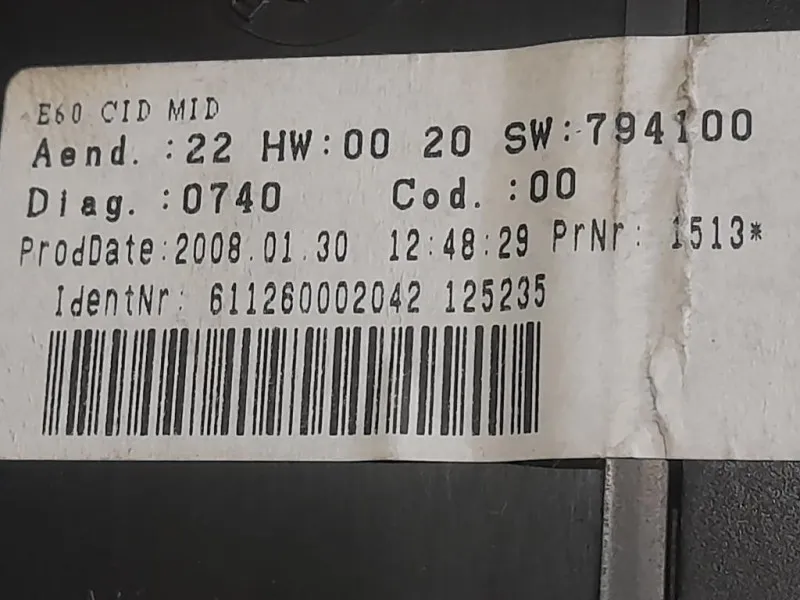 E60 CID MID
Aend. :22 HW:00 20 SW:794100
Diag. :0740 Cod. :00
ProdDate:2008.01.30 12:48:29 PrNr: 1513*
IdentNr: 611260002042 125235